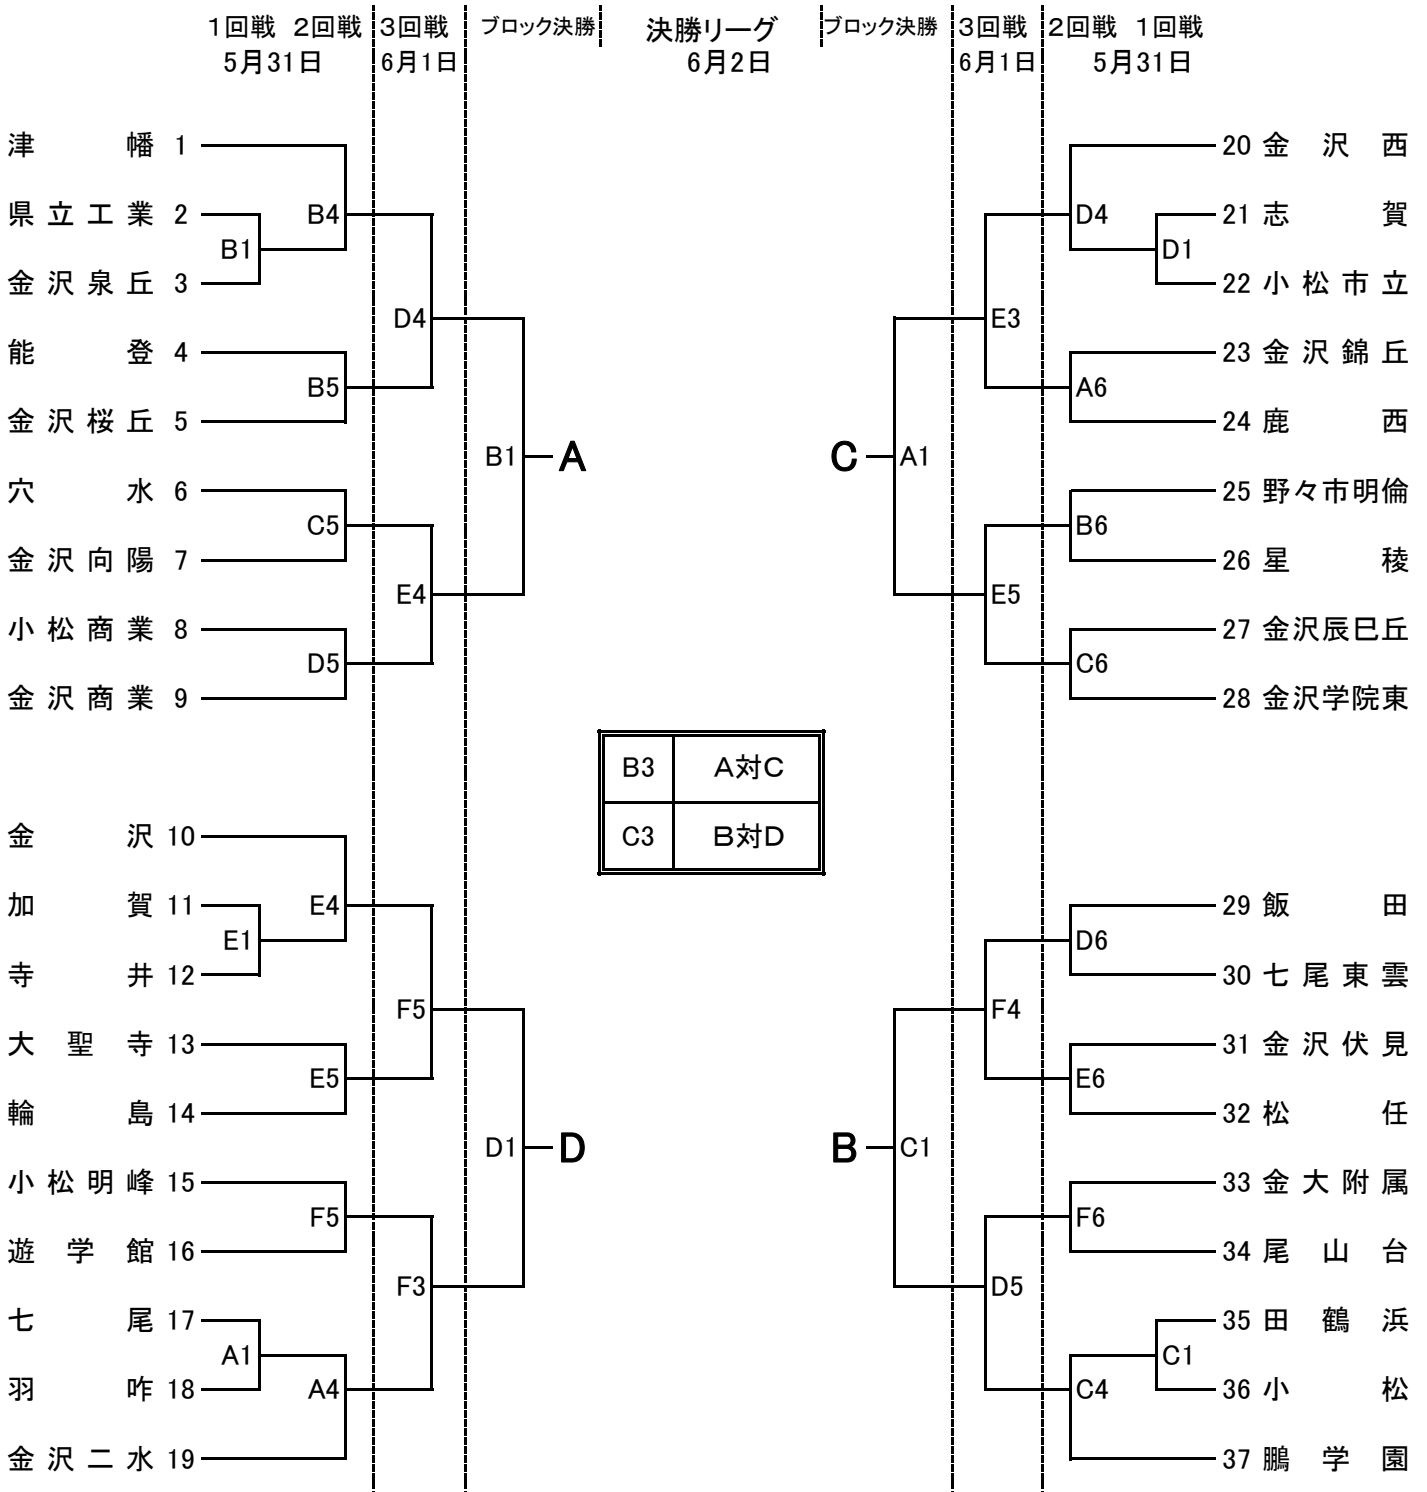 1回戦 2回戦 3回戦 ブロック決勝 決勝リーグ ブロック決勝 3回戦 2回戦 1回戦
5月31日 6月1日 6月2日 6月1日 5月31日
津幡 1
県立工業 2
金沢泉丘 3
能登 4
金沢桜丘 5
穴水 6
金沢向陽 7
小松商業 8
金沢商業 9
B1
B4
B5
C5
D5
D4
E4
B1
A
金沢 10
加賀 11
寺井 12
大聖寺 13
輪島 14
小松明峰 15
遊学館 16
七尾 17
羽咋 18
金沢二水 19
E1
A1
E4
E5
F5
A4
F5
F3
D1
D
B3 A対C
C3 B対D
20 金沢西
21 志賀
22 小松市立
23 金沢錦丘
24 鹿西
25 野々市明倫
26 星稜
27 金沢辰巳丘
28 金沢学院東
D1
D4
A6
B6
C6
E3
E5
A1
C
29 飯田
30 七尾東雲
31 金沢伏見
32 松任
33 金大附属
34 尾山台
35 田鶴浜
36 小松
37 鵬学園
C1
D6
E6
F6
C4
F4
D5
C1
B